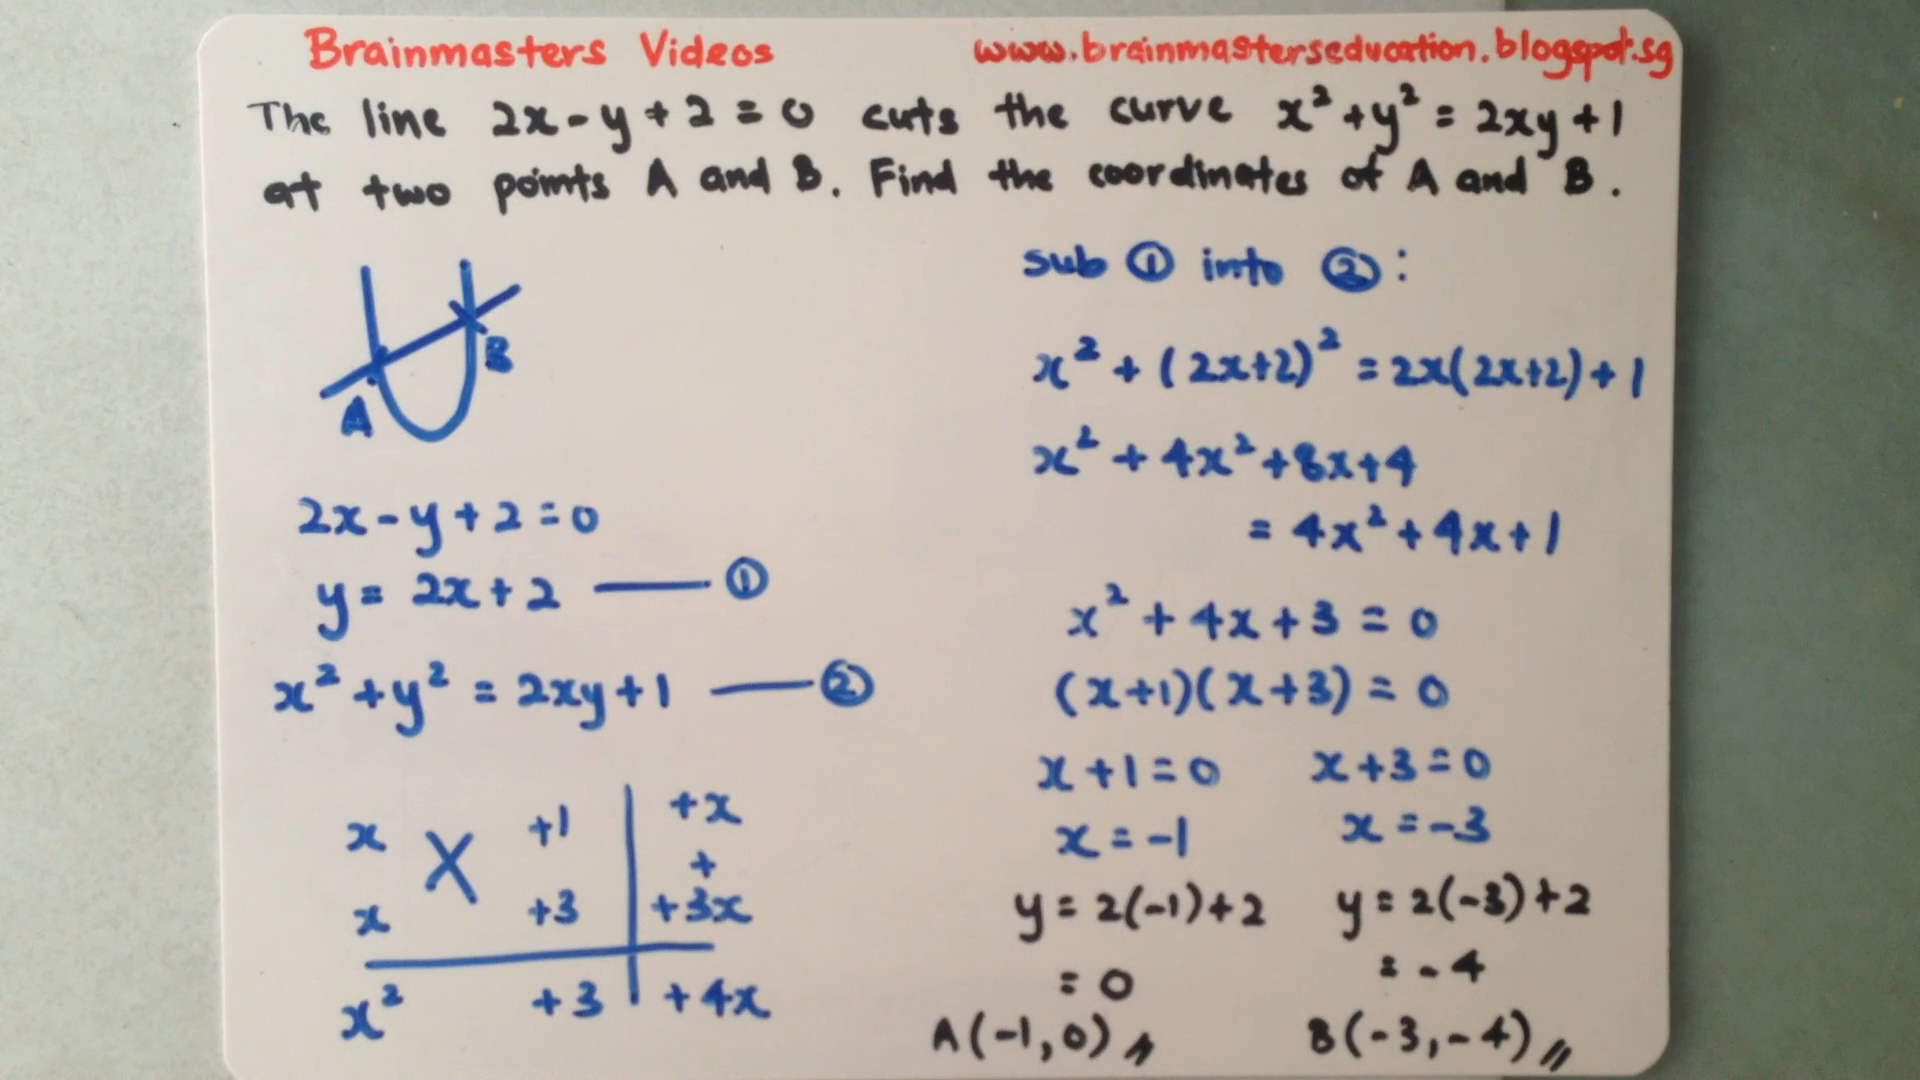 Brainmasters Videos www.brainmasterseducation.blogspot.sg
The line 2x - y + 2 = 0 cuts the curve x² + y² = 2xy + 1
at two points A and B. Find the coordinates of A and B.
A
B
2x - y + 2 = 0
y = 2x + 2 —— ①
x² + y² = 2xy + 1 —— ②
x +1 +x
+
x +3 +3x
x² +3 +4x
sub ① into ②:
x² + (2x+2)² = 2x(2x+2) + 1
x² + 4x² + 8x + 4
= 4x² + 4x + 1
x² + 4x + 3 = 0
(x+1)(x+3) = 0
x + 1 = 0 x + 3 = 0
x = -1 x = -3
y = 2(-1)+2 y = 2(-3)+2
= 0 = -4
A(-1,0)// B(-3,-4)//